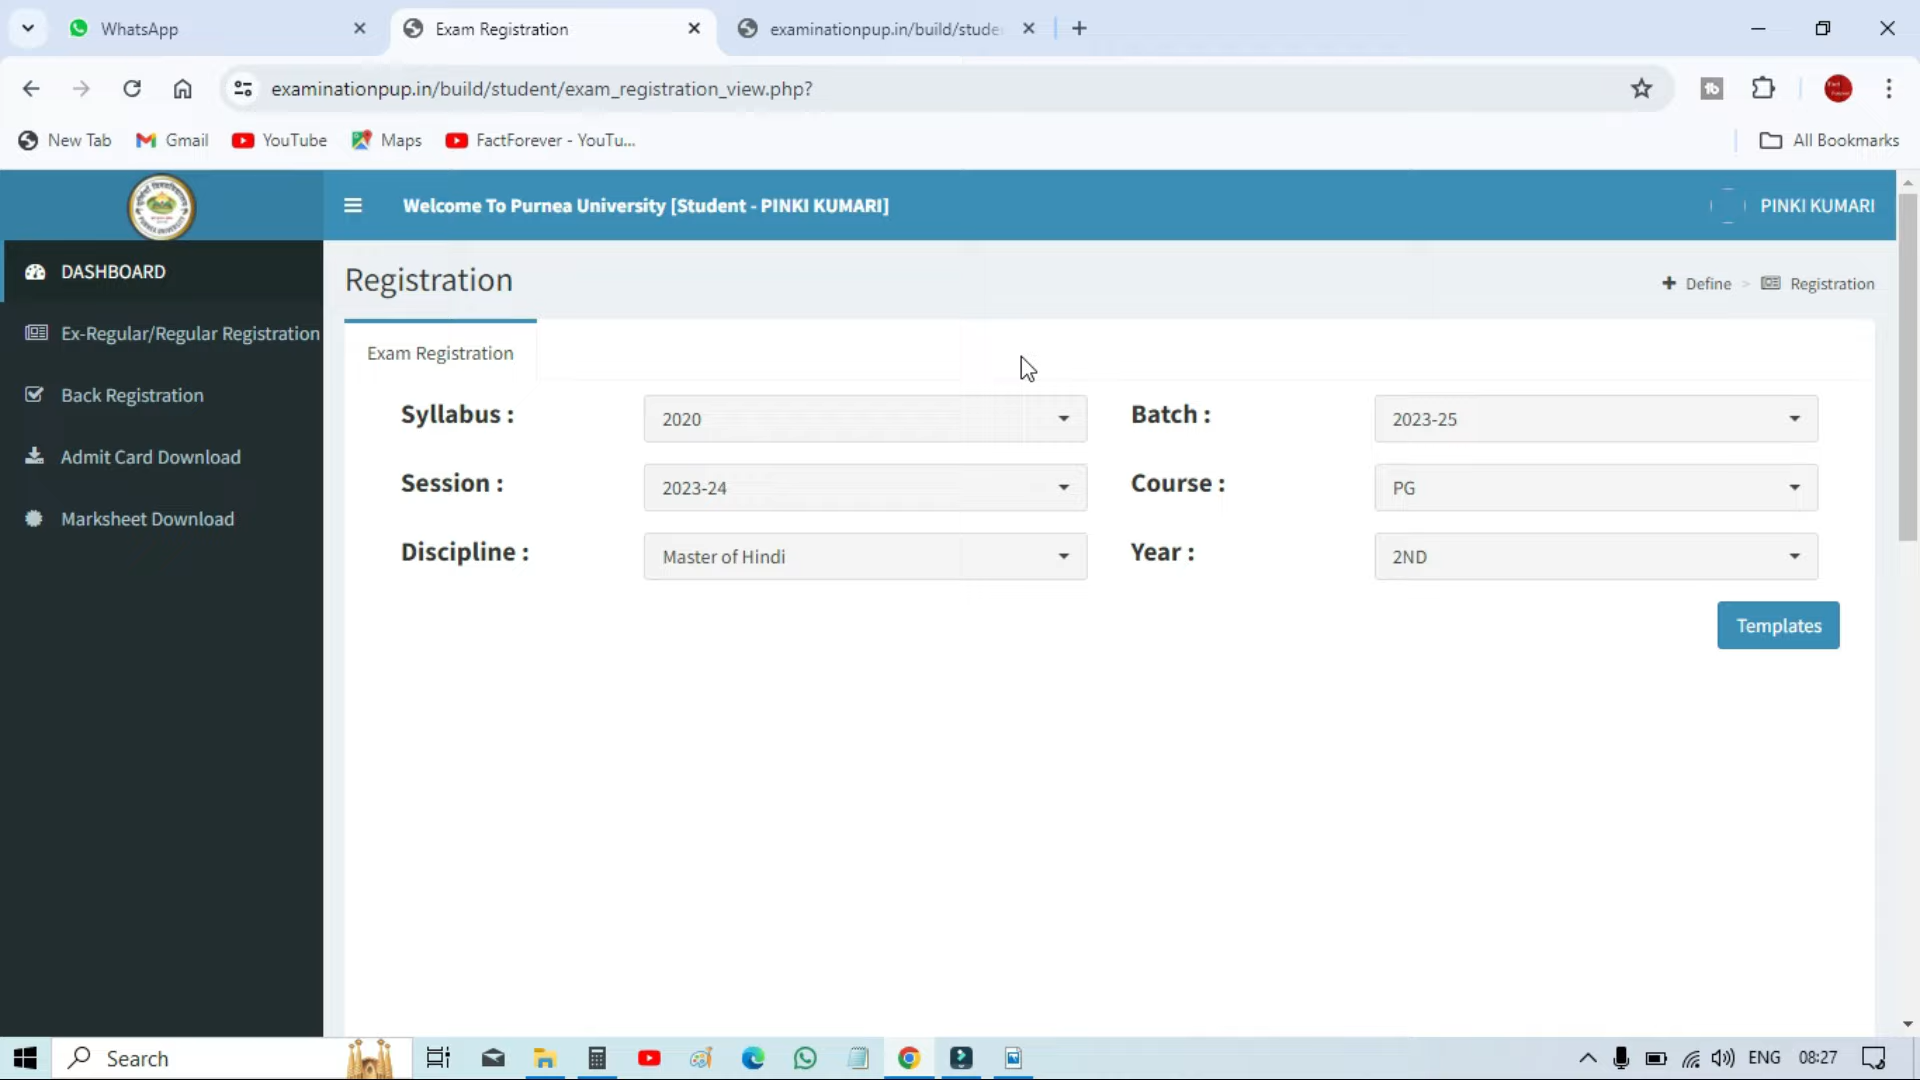 WhatsApp
Exam Registration
examinationpup.in/build/stude
examinationpup.in/build/student/exam_registration_view.php?
New Tab
Gmail
YouTube
Maps
FactForever - YouTu...
All Bookmarks
Welcome To Purnea University [Student - PINKI KUMARI]
PINKI KUMARI
DASHBOARD
Ex-Regular/Regular Registration
Back Registration
Admit Card Download
Marksheet Download
Registration
Define > Registration
Exam Registration
Syllabus : 2020 Batch : 2023-25
Session : 2023-24 Course : PG
Discipline : Master of Hindi Year : 2ND
Templates
Search
ENG 08:27